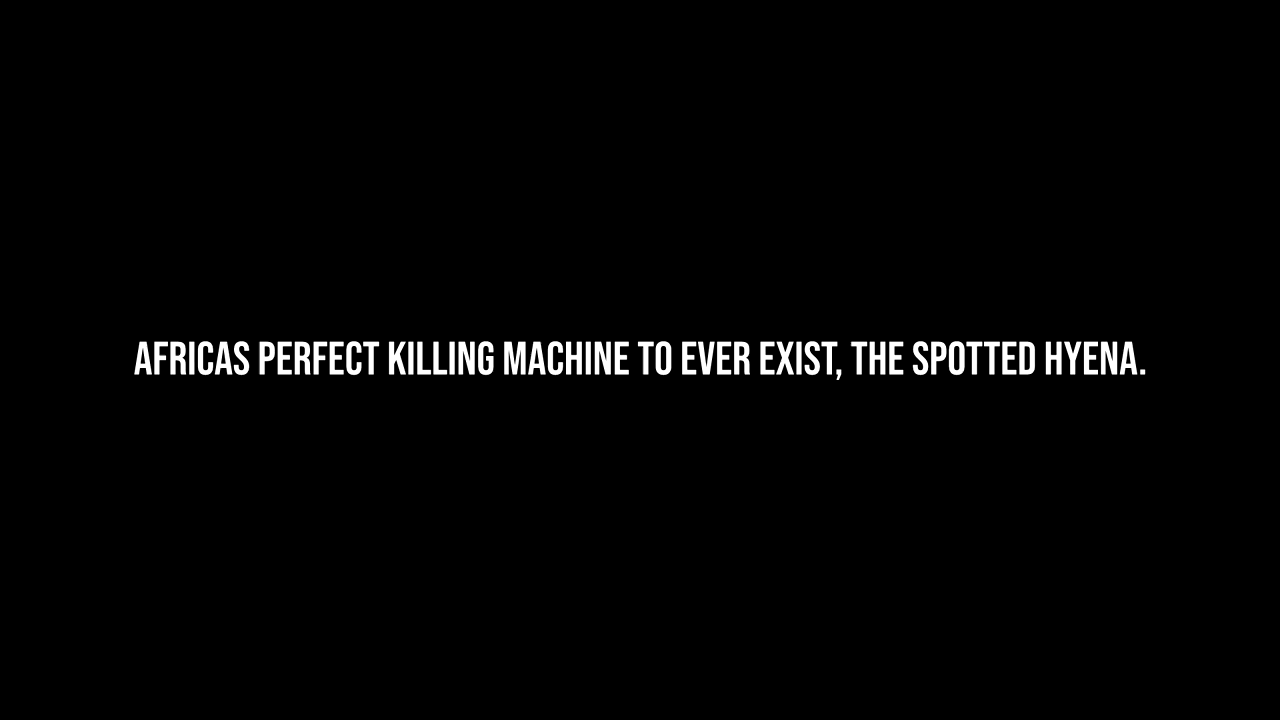 AFRICAS PERFECT KILLING MACHINE TO EVER EXIST, THE SPOTTED HYENA.